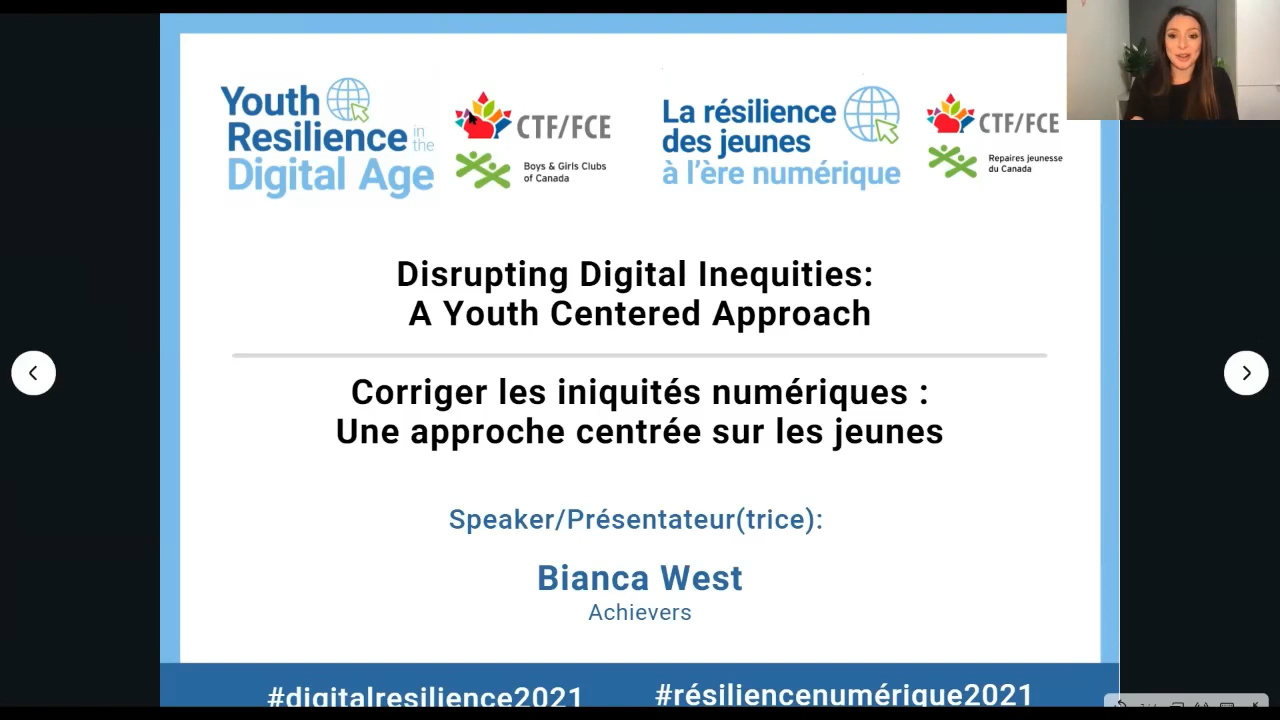 Youth
Resilience in the
Digital Age
CTF/FCE
Boys & Girls Clubs
of Canada
La résilience
des jeunes
à l'ère numérique
CTF/FCE
Repaires jeunesse
du Canada
Disrupting Digital Inequities:
A Youth Centered Approach
Corriger les iniquités numériques :
Une approche centrée sur les jeunes
Speaker/Présentateur(trice):
Bianca West
Achievers
#digitalresilience2021
#résiliencenumérique2021